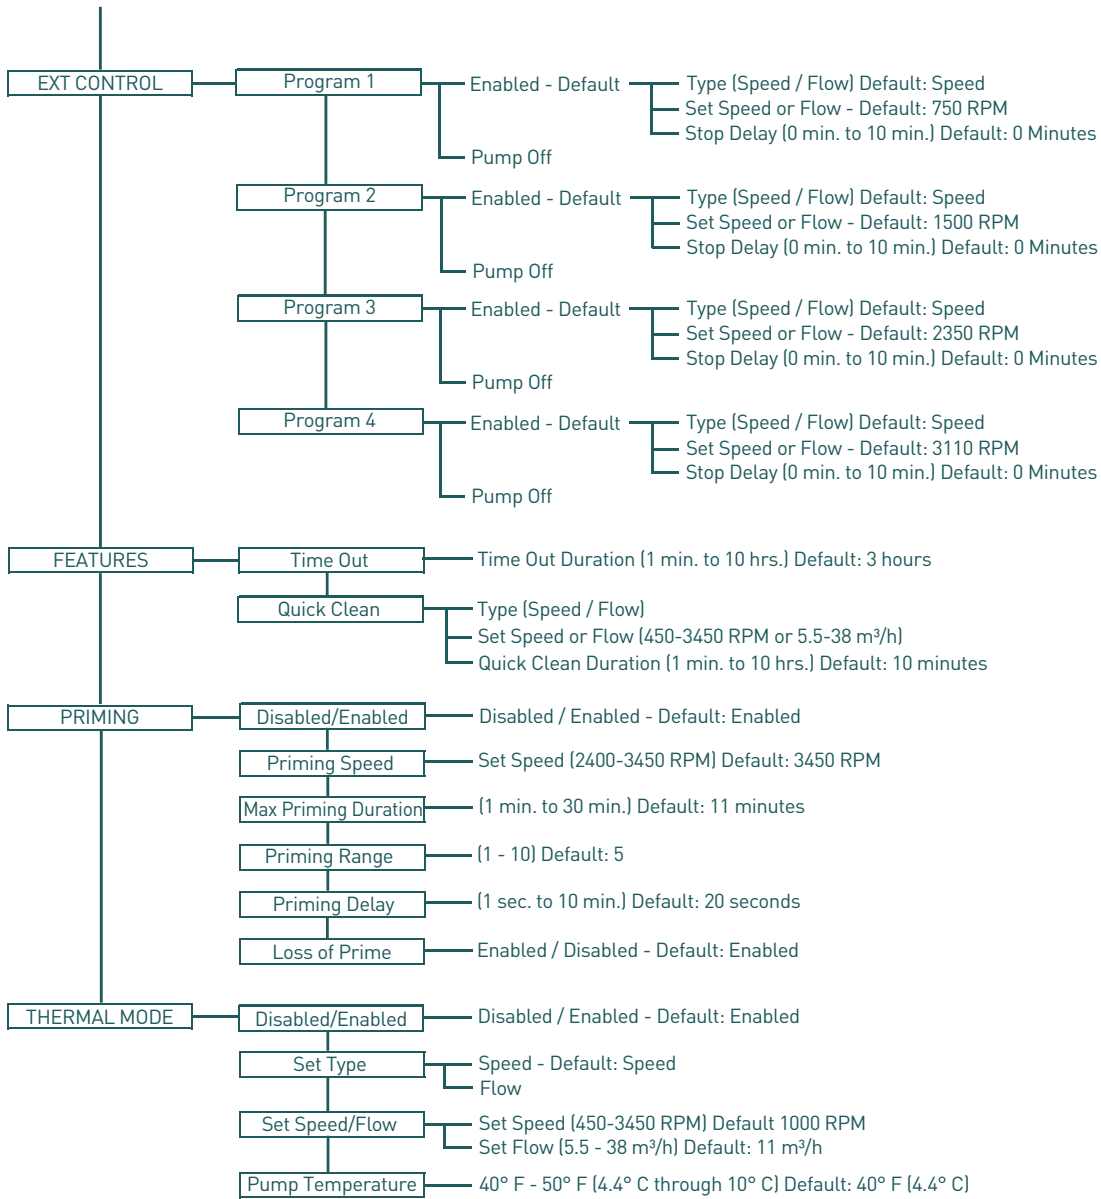 EXT CONTROL
Program 1
Enabled - Default
Type (Speed / Flow) Default: Speed
Set Speed or Flow - Default: 750 RPM
Stop Delay (0 min. to 10 min.) Default: 0 Minutes
Pump Off
Program 2
Enabled - Default
Type (Speed / Flow) Default: Speed
Set Speed or Flow - Default: 1500 RPM
Stop Delay (0 min. to 10 min.) Default: 0 Minutes
Pump Off
Program 3
Enabled - Default
Type (Speed / Flow) Default: Speed
Set Speed or Flow - Default: 2350 RPM
Stop Delay (0 min. to 10 min.) Default: 0 Minutes
Pump Off
Program 4
Enabled - Default
Type (Speed / Flow) Default: Speed
Set Speed or Flow - Default: 3110 RPM
Stop Delay (0 min. to 10 min.) Default: 0 Minutes
Pump Off
FEATURES
Time Out
Time Out Duration (1 min. to 10 hrs.) Default: 3 hours
Quick Clean
Type (Speed / Flow)
Set Speed or Flow (450-3450 RPM or 5.5-38 m³/h)
Quick Clean Duration (1 min. to 10 hrs.) Default: 10 minutes
PRIMING
Disabled/Enabled
Disabled / Enabled - Default: Enabled
Priming Speed
Set Speed (2400-3450 RPM) Default: 3450 RPM
Max Priming Duration
(1 min. to 30 min.) Default: 11 minutes
Priming Range
(1 - 10) Default: 5
Priming Delay
(1 sec. to 10 min.) Default: 20 seconds
Loss of Prime
Enabled / Disabled - Default: Enabled
THERMAL MODE
Disabled/Enabled
Disabled / Enabled - Default: Enabled
Set Type
Speed - Default: Speed
Flow
Set Speed/Flow
Set Speed (450-3450 RPM) Default 1000 RPM
Set Flow (5.5 - 38 m³/h) Default: 11 m³/h
Pump Temperature
40° F - 50° F (4.4° C through 10° C) Default: 40° F (4.4° C)